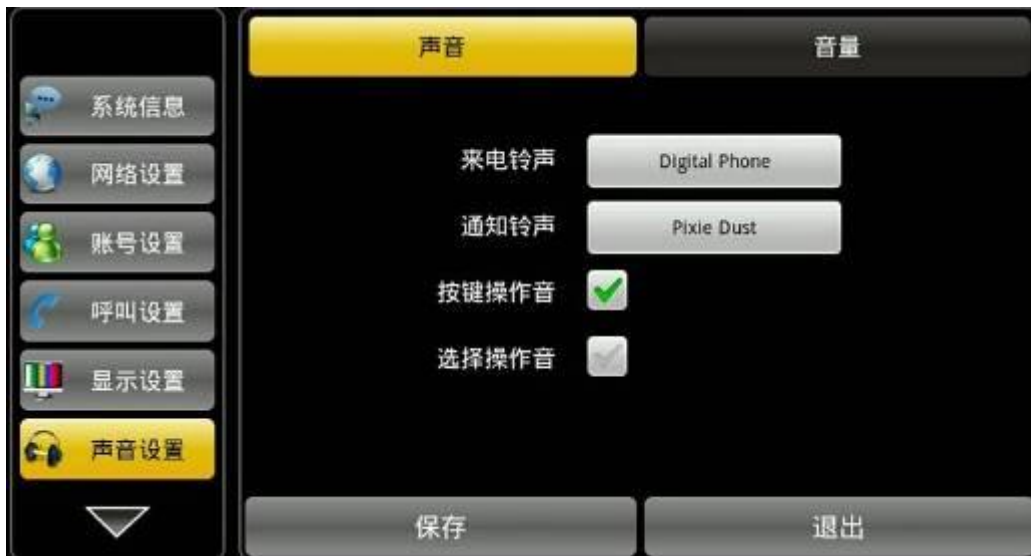 系统信息
网络设置
账号设置
呼叫设置
显示设置
声音设置
声音
音量
来电铃声
Digital Phone
通知铃声
Pixie Dust
按键操作音
选择操作音
保存
退出